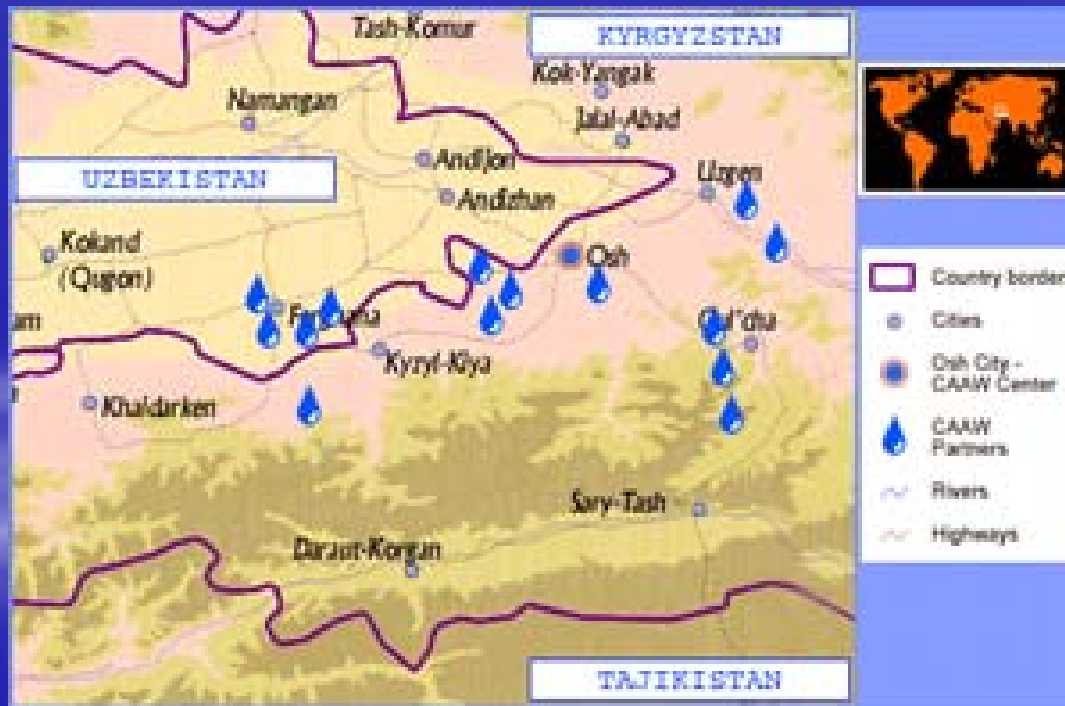 Tash-Komur
KYRGYZSTAN
Kok-Yangak
Namangan
Jalal-Abad
Andijon
UZBEKISTAN
Uzgen
Andizhan
Kokand
(Qugon)
Osh
Kyzyl-Kiya
Khaidarken
Sary-Tash
Daraut-Korgan
TAJIKISTAN
Country border
Cities
Osh City -
CAAW Center
CAAW
Partners
Rivers
Highways